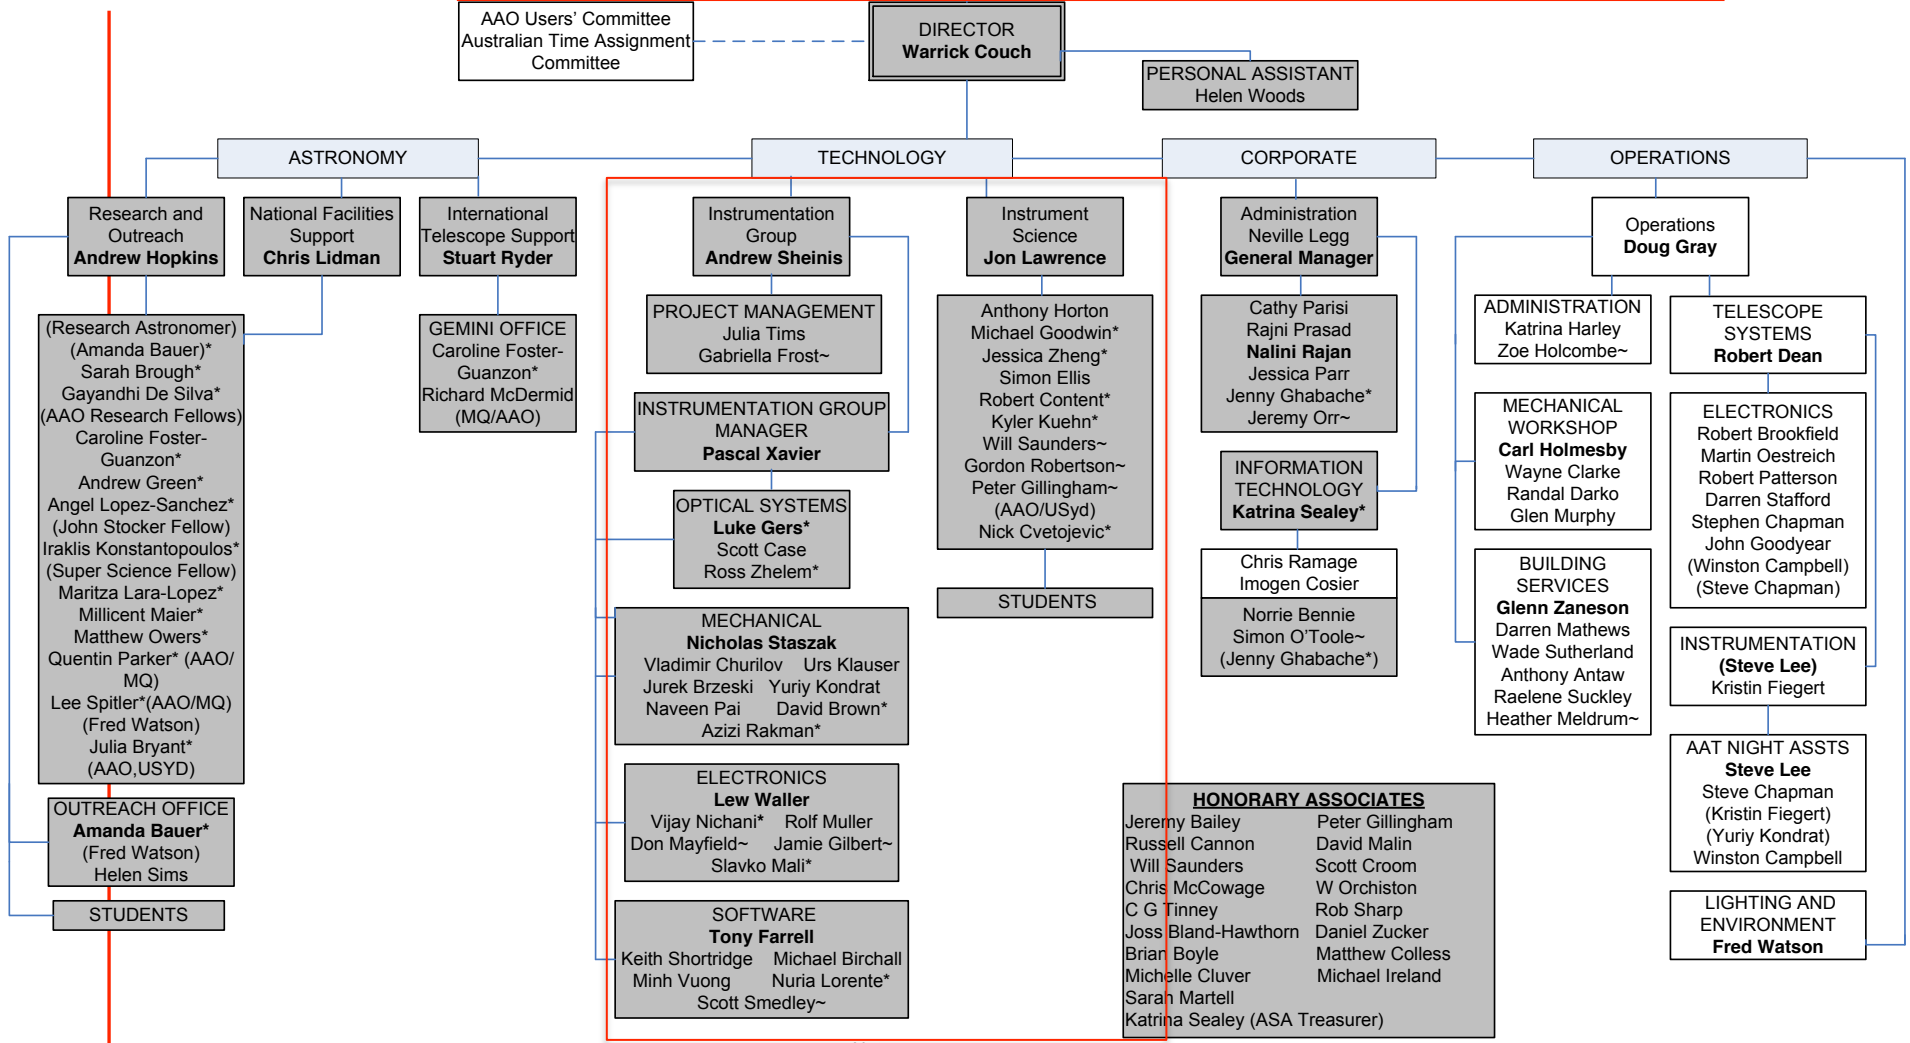 AAO Users' Committee
Australian Time Assignment
Committee
DIRECTOR
Warrick Couch
PERSONAL ASSISTANT
Helen Woods
ASTRONOMY
TECHNOLOGY
CORPORATE
OPERATIONS
Research and
Outreach
Andrew Hopkins
National Facilities
Support
Chris Lidman
International
Telescope Support
Stuart Ryder
Instrumentation
Group
Andrew Sheinis
Instrument
Science
Jon Lawrence
Administration
Neville Legg
General Manager
Operations
Doug Gray
(Research Astronomer)
(Amanda Bauer)*
Sarah Brough*
Gayandhi De Silva*
(AAO Research Fellows)
Caroline Foster-
Guanzon*
Andrew Green*
Angel Lopez-Sanchez*
(John Stocker Fellow)
Iraklis Konstantopoulos*
(Super Science Fellow)
Maritza Lara-Lopez*
Millicent Maier*
Matthew Owers*
Quentin Parker* (AAO/
MQ)
Lee Spitler*(AAO/MQ)
(Fred Watson)
Julia Bryant*
(AAO,USYD)
OUTREACH OFFICE
Amanda Bauer*
(Fred Watson)
Helen Sims
STUDENTS
GEMINI OFFICE
Caroline Foster-
Guanzon*
Richard McDermid
(MQ/AAO)
PROJECT MANAGEMENT
Julia Tims
Gabriella Frost~
INSTRUMENTATION GROUP
MANAGER
Pascal Xavier
OPTICAL SYSTEMS
Luke Gers*
Scott Case
Ross Zhelem*
MECHANICAL
Nicholas Staszak
Vladimir Churilov Urs Klauser
Jurek Brzeski Yuriy Kondrat
Naveen Pai David Brown*
Azizi Rakman*
ELECTRONICS
Lew Waller
Vijay Nichani* Rolf Muller
Don Mayfield~ Jamie Gilbert~
Slavko Mali*
SOFTWARE
Tony Farrell
Keith Shortridge Michael Birchall
Minh Vuong Nuria Lorente*
Scott Smedley~
Anthony Horton
Michael Goodwin*
Jessica Zheng*
Simon Ellis
Robert Content*
Kyler Kuehn*
Will Saunders~
Gordon Robertson~
Peter Gillingham~
(AAO/USyd)
Nick Cvetojevic*
STUDENTS
Cathy Parisi
Rajni Prasad
Nalini Rajan
Jessica Parr
Jenny Ghabache*
Jeremy Orr~
INFORMATION
TECHNOLOGY
Katrina Sealey*
Chris Ramage
Imogen Cosier
Norrie Bennie
Simon O'Toole~
(Jenny Ghabache*)
HONORARY ASSOCIATES
Jeremy Bailey Peter Gillingham
Russell Cannon David Malin
Will Saunders Scott Croom
Chris McCowage W Orchiston
C G Tinney Rob Sharp
Joss Bland-Hawthorn Daniel Zucker
Brian Boyle Matthew Colless
Michelle Cluver Michael Ireland
Sarah Martell
Katrina Sealey (ASA Treasurer)
ADMINISTRATION
Katrina Harley
Zoe Holcombe~
MECHANICAL
WORKSHOP
Carl Holmesby
Wayne Clarke
Randal Darko
Glen Murphy
BUILDING
SERVICES
Glenn Zaneson
Darren Mathews
Wade Sutherland
Anthony Antaw
Raelene Suckley
Heather Meldrum~
TELESCOPE
SYSTEMS
Robert Dean
ELECTRONICS
Robert Brookfield
Martin Oestreich
Robert Patterson
Darren Stafford
Stephen Chapman
John Goodyear
(Winston Campbell)
(Steve Chapman)
INSTRUMENTATION
(Steve Lee)
Kristin Fiegert
AAT NIGHT ASSTS
Steve Lee
Steve Chapman
(Kristin Fiegert)
(Yuriy Kondrat)
Winston Campbell
LIGHTING AND
ENVIRONMENT
Fred Watson